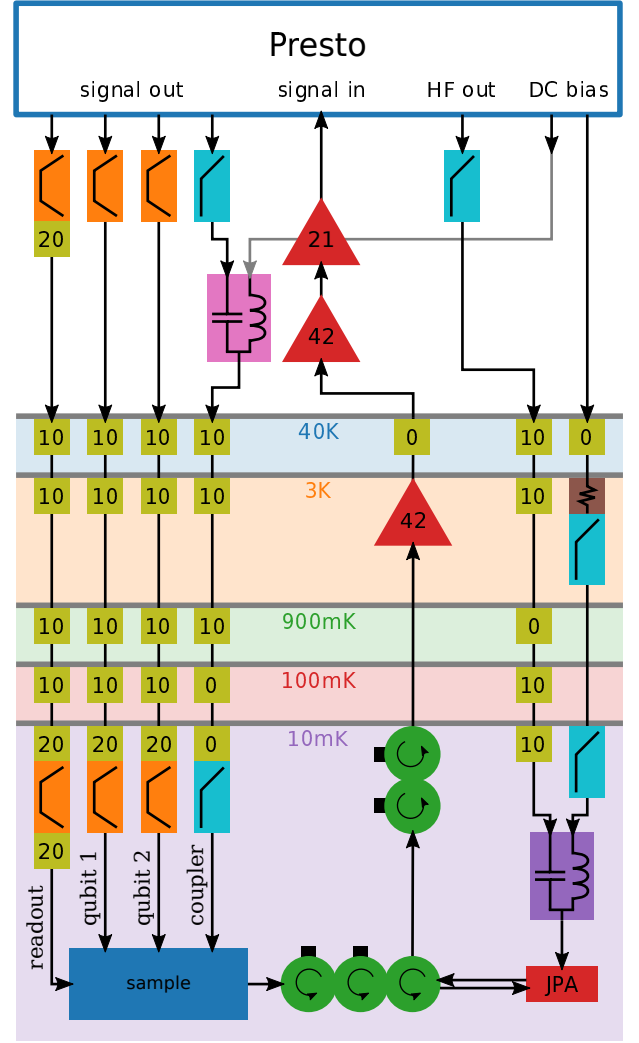 Presto
signal out signal in HF out DC bias
20 21
42
10 10 10 10 40K 0 10 0
10 10 10 10 3K 10
42
10 10 10 10 900mK 0
10 10 10 0 100mK 10
20 20 20 0 10mK 10
20
readout qubit 1 qubit 2 coupler
sample JPA